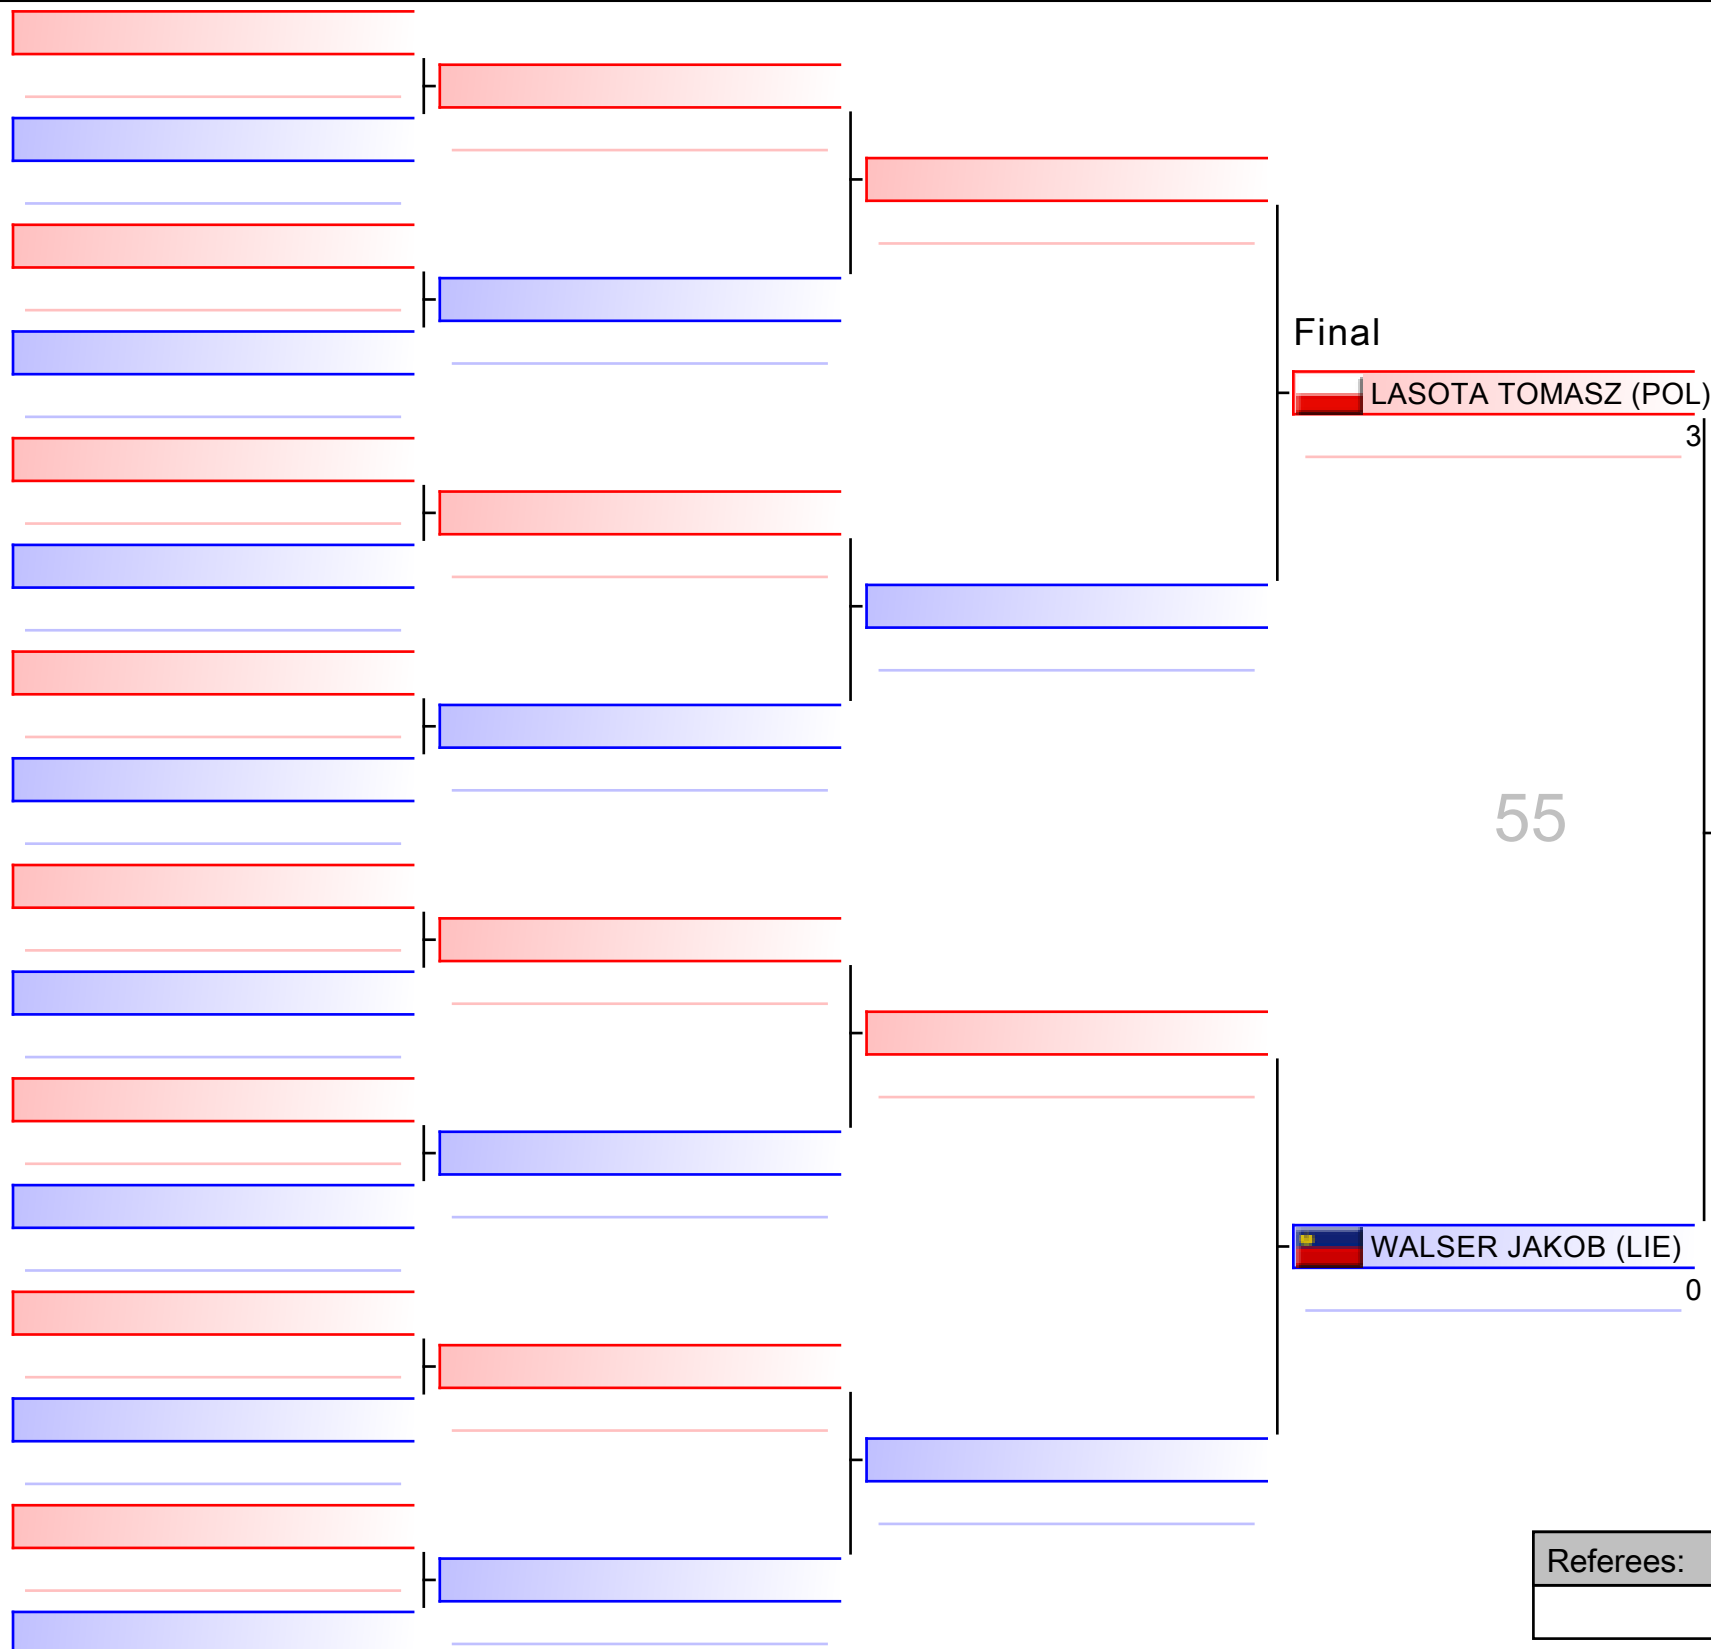 Final
LASOTA TOMASZ (POL)
3
55
WALSER JAKOB (LIE)
0
Referees: